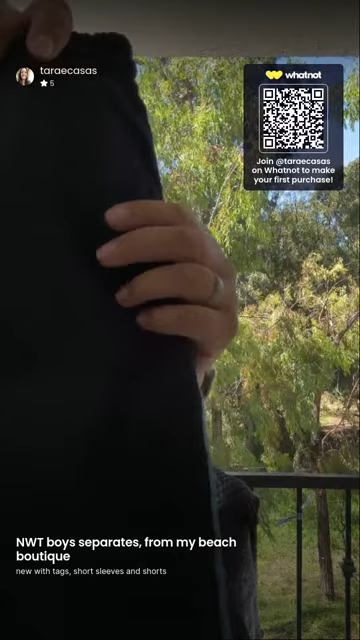 taraecasas
5
whatnot
Join @taraecasas
on Whatnot to make
your first purchase!
NWT boys separates, from my beach
boutique
new with tags, short sleeves and shorts